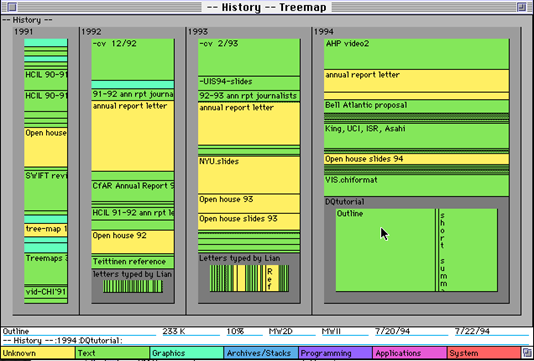 -- History -- Treemap
-- History --
1991
HCIL 90-91
HCIL 90-91
Open house
SWIFT revi
tree-map 1
Treemaps
vid-CHI'91
1992
-cv 12/92
91-92 ann rpt journa
annual report letter
CfAR Annual Report 9
HCIL 91-92 ann rt le
Open house 92
Teittinen reference
letters typed by Lian
1993
-cv 2/93
-UIS94-slides
92-93 ann rpt journalists
annual report letter
NYU.slides
Open house 93
Open house slides 93
Letters typed by Lian
Ref
1994
AHP video2
annual report letter
Bell Atlantic proposal
King, UCI, ISR, Asahi
Open house slides 94
VIS.chiformat
DQtutorial
Outline
short summ
Outline 233 K 10% MW2D MWII 7/20/94 7/22/94
-- History --:1994:DQtutorial:
Unknown Text Graphics Archives/Stacks Programming Applications System